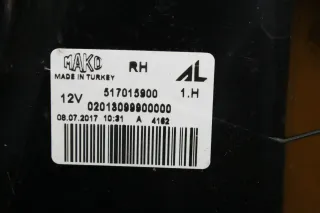 MAKO RH AL
MADE IN TURKEY
517015900 1.H
12V 02013099900000
08.07.2017 10:31 A 4162